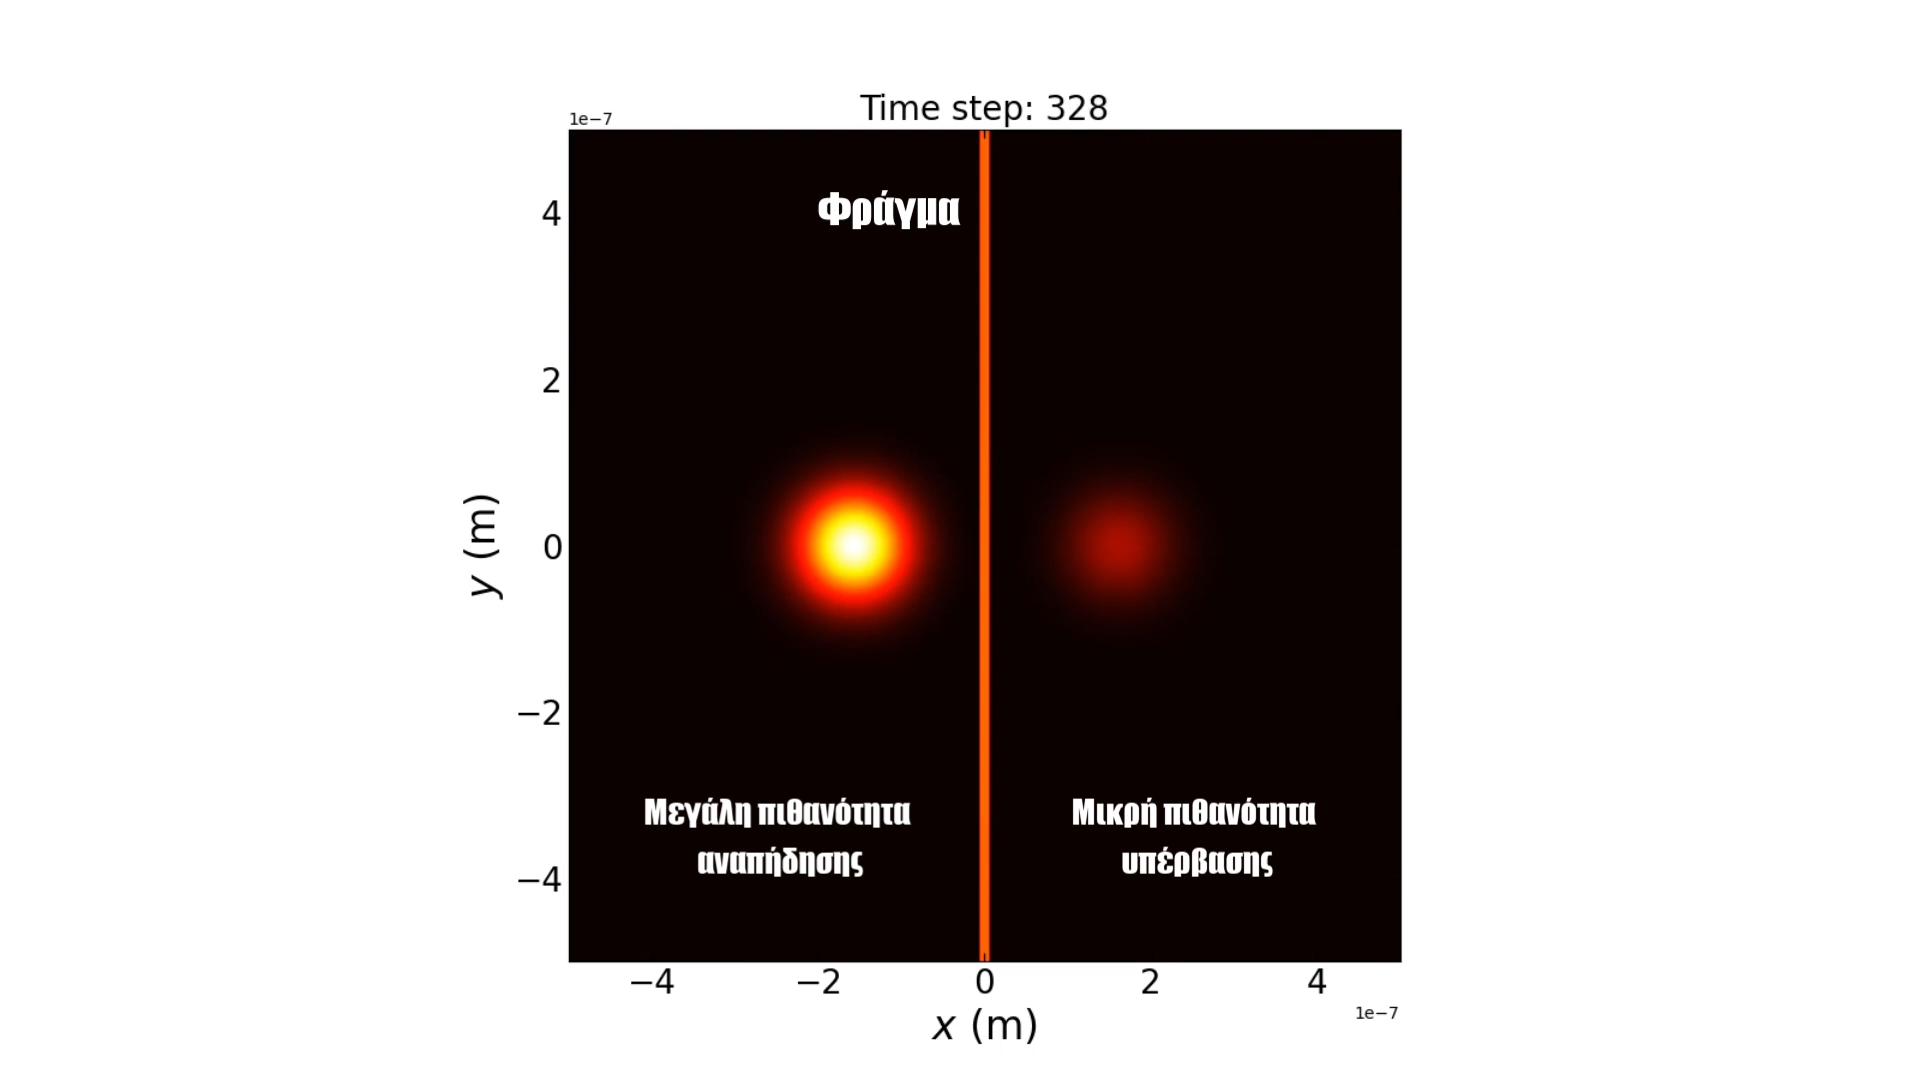 Time step: 328
1e−7
Φράγμα
4
2
0
−2
−4
y (m)
Μεγάλη πιθανότητα
αναπήδησης
Μικρή πιθανότητα
υπέρβασης
−4 −2 0 2 4
x (m)
1e−7